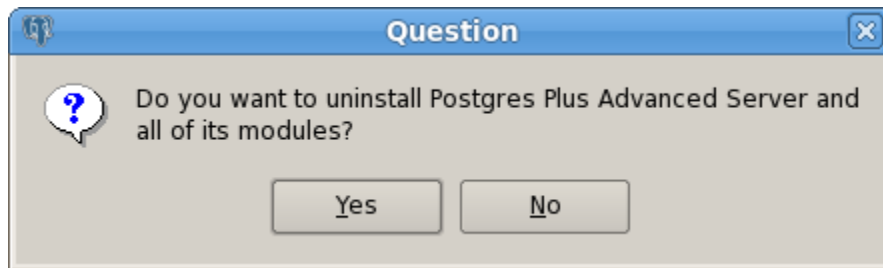 Question
Do you want to uninstall Postgres Plus Advanced Server and
all of its modules?
Yes
No